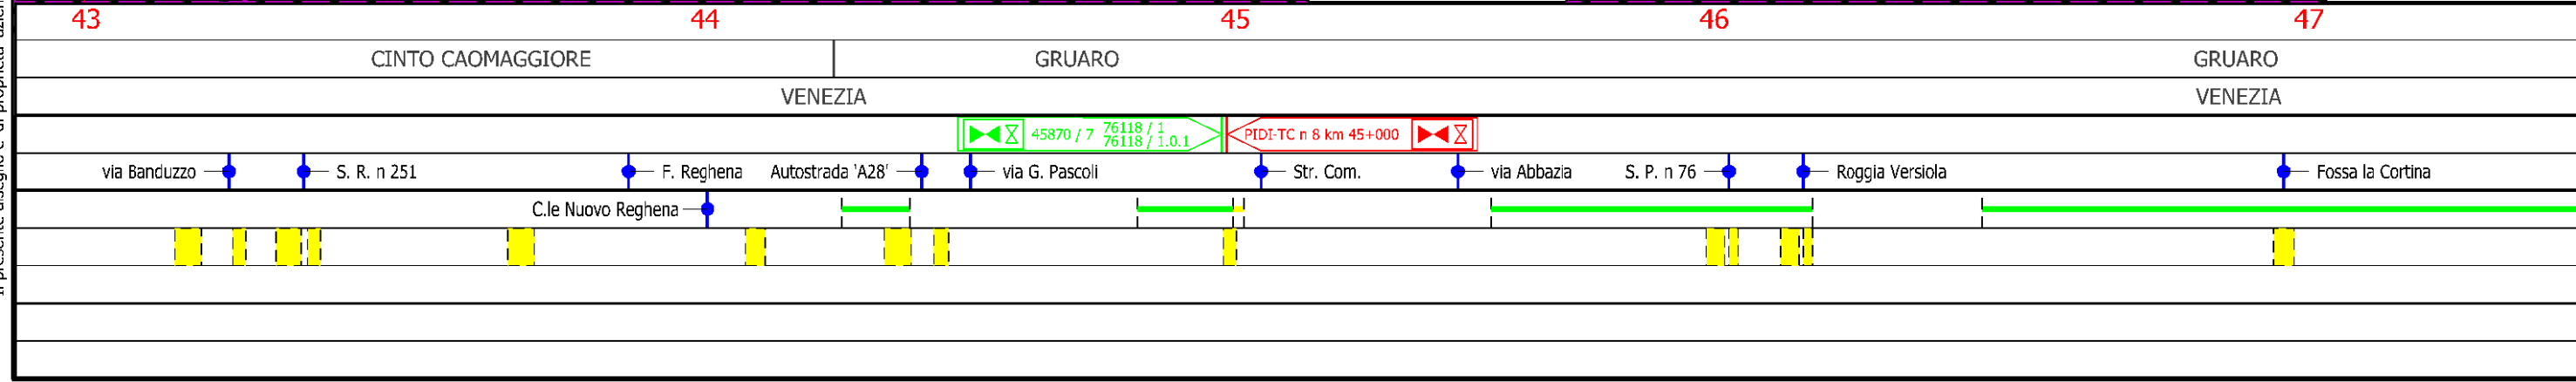 43 44 45 46 47
CINTO CAOMAGGIORE GRUARO GRUARO
VENEZIA VENEZIA
45870 / 7 76118 / 1 PIDI-TC n 8 km 45+000
76118 / 1.0.1
via Banduzzo S. R. n 251 F. Reghena Autostrada 'A28' via G. Pascoli Str. Com. via Abbazia S. P. n 76 Roggia Versiola Fossa la Cortina
C.le Nuovo Reghena